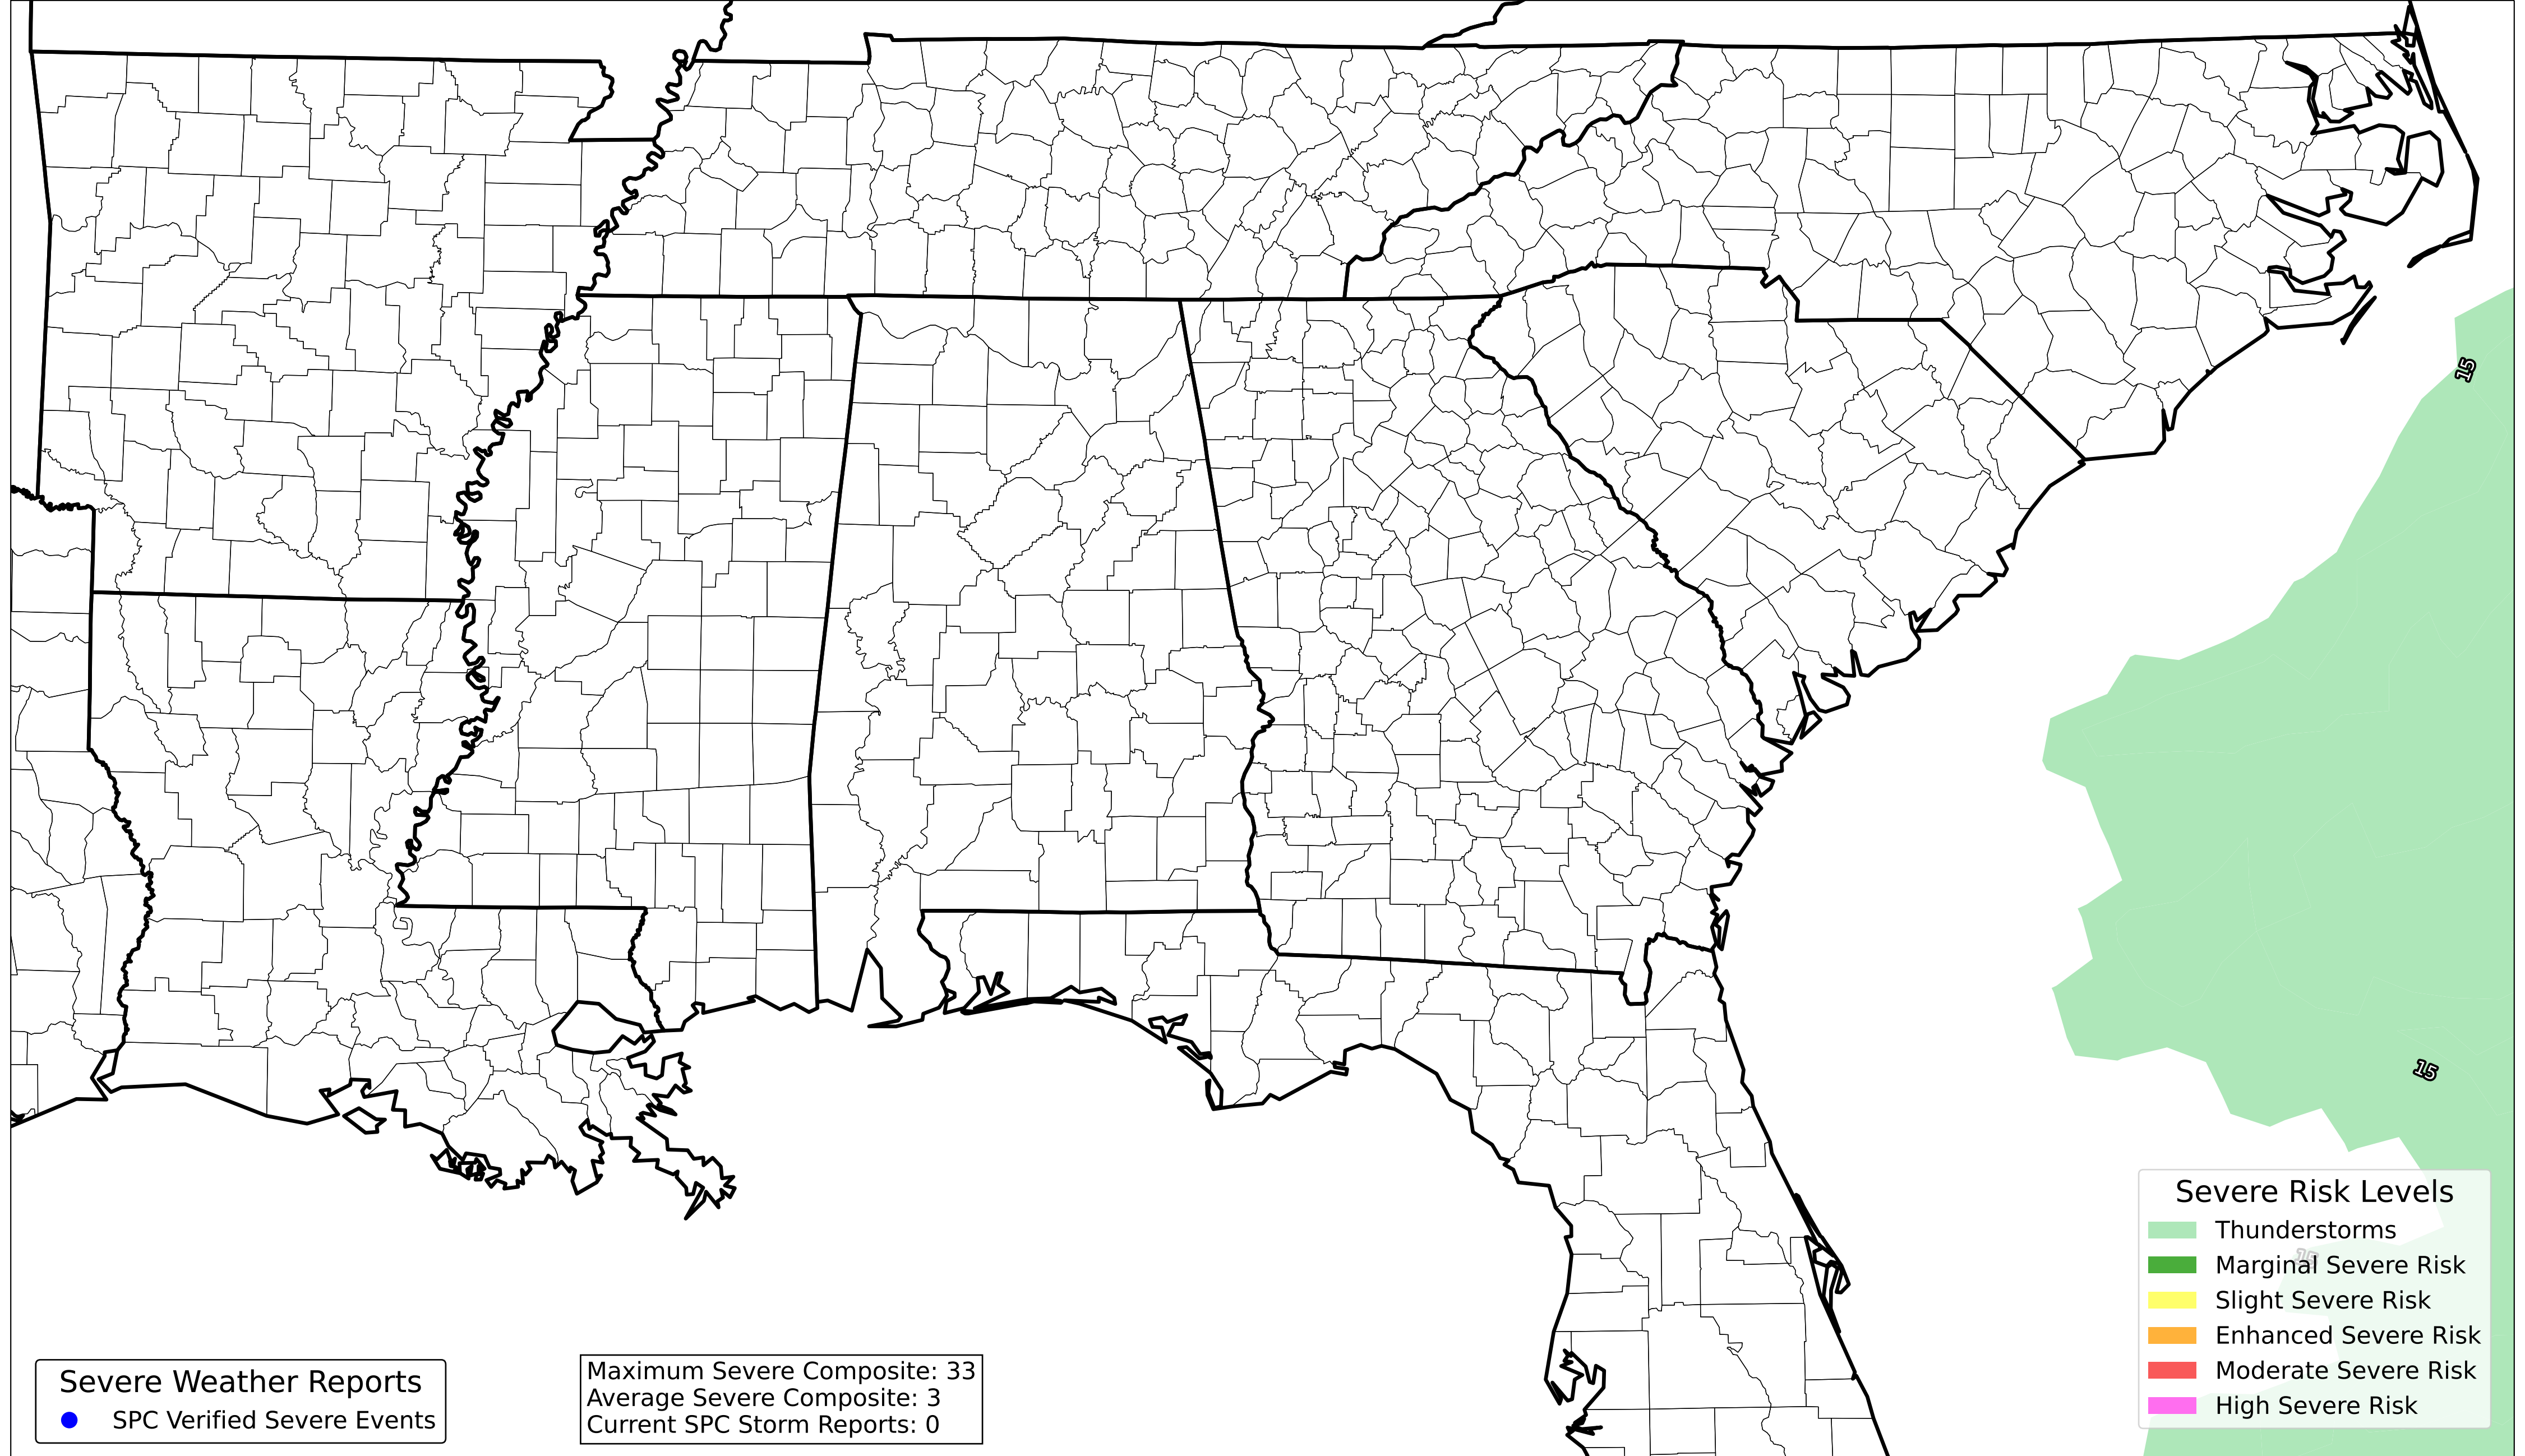 15
15
Severe Risk Levels
Thunderstorms
15
Marginal Severe Risk
Slight Severe Risk
Enhanced Severe Risk
Moderate Severe Risk
High Severe Risk
Severe Weather Reports
SPC Verified Severe Events
Maximum Severe Composite: 33
Average Severe Composite: 3
Current SPC Storm Reports: 0